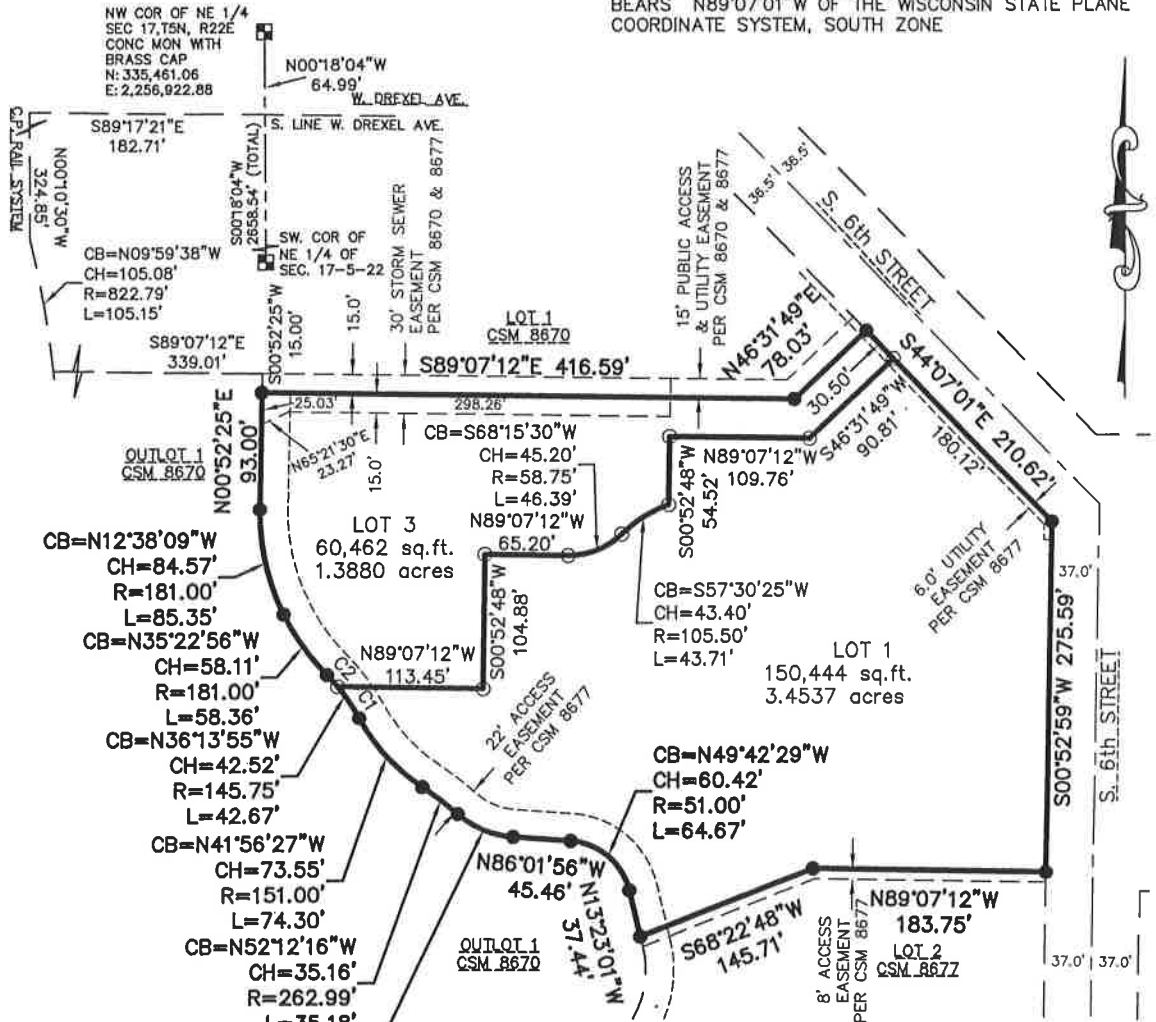 BEARS N89°07'01"W OF THE WISCONSIN STATE PLANE
COORDINATE SYSTEM, SOUTH ZONE
NW COR OF NE 1/4
SEC 17,T5N, R22E
CONC MON WITH
BRASS CAP
N: 335,461.06
E: 2,256,922.88
N00°18'04"W
64.99'
W. DREXEL AVE.
S. LINE W. DREXEL AVE.
S89°17'21"E
182.71'
C.P. RAIL SYSTEM
N00°10'30"W
324.85'
S00°18'04"W
2658.54' (TOTAL)
SW. COR OF
NE 1/4 OF
SEC. 17-5-22
CB=N09°59'38"W
CH=105.08'
R=822.79'
L=105.15'
S89°07'12"E
339.01'
S00°52'25"W
15.00'
15.0'
30' STORM SEWER
EASEMENT
PER CSM 8670 & 8677
LOT 1
CSM 8670
S89°07'12"E 416.59'
15' PUBLIC ACCESS
& UTILITY EASEMENT
PER CSM 8670 & 8677
36.5'
36.5'
S. 6th STREET
N46°31'49"E
78.03'
30.50'
S44°07'01"E 210.62'
S46°31'49"W
90.81'
180.12'
25.03'
298.26'
N65°21'30"E
23.27'
15.0'
OUTLOT 1
CSM 8670
N00°52'25"E
93.00'
CB=S68°15'30"W
CH=45.20'
R=58.75'
L=46.39'
N89°07'12"W
109.76'
S00°52'48"W
54.52'
LOT 3
60,462 sq.ft.
1.3880 acres
N89°07'12"W
65.20'
CB=N12°38'09"W
CH=84.57'
R=181.00'
L=85.35'
CB=S57°30'25"W
CH=43.40'
R=105.50'
L=43.71'
6.0' UTILITY
EASEMENT
PER CSM 8677
37.0'
CB=N35°22'56"W
CH=58.11'
R=181.00'
L=58.36'
N89°07'12"W
113.45'
S00°52'48"W
104.88'
C2
C1
LOT 1
150,444 sq.ft.
3.4537 acres
S00°52'59"W 275.59'
S. 6th STREET
22' ACCESS
EASEMENT
PER CSM 8677
CB=N36°13'55"W
CH=42.52'
R=145.75'
L=42.67'
CB=N49°42'29"W
CH=60.42'
R=51.00'
L=64.67'
CB=N41°56'27"W
CH=73.55'
R=151.00'
L=74.30'
N86°01'56"W
45.46'
N13°23'01"W
37.44'
S68°22'48"W
145.71'
N89°07'12"W
183.75'
8' ACCESS
EASEMENT
PER CSM 8677
LOT 2
CSM 8677
37.0'
37.0'
OUTLOT 1
CSM 8670
CB=N52°12'16"W
CH=35.16'
R=262.99'
L=35.18'